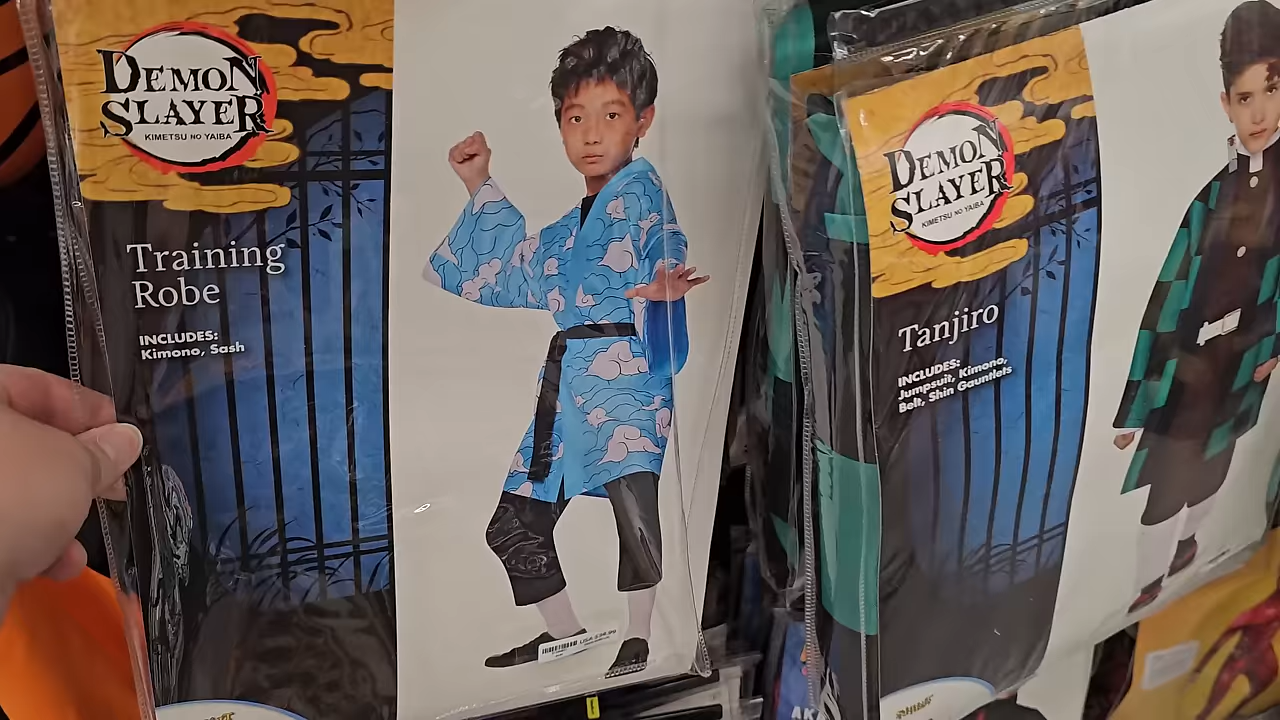 DEMON
SLAYER
KIMETSU NO YAIBA
Training
Robe
INCLUDES:
Kimono, Sash
DEMON
SLAYER
KIMETSU NO YAIBA
Tanjiro
INCLUDES:
Jumpsuit, Kimono,
Belt, Shin Gauntlets
AK